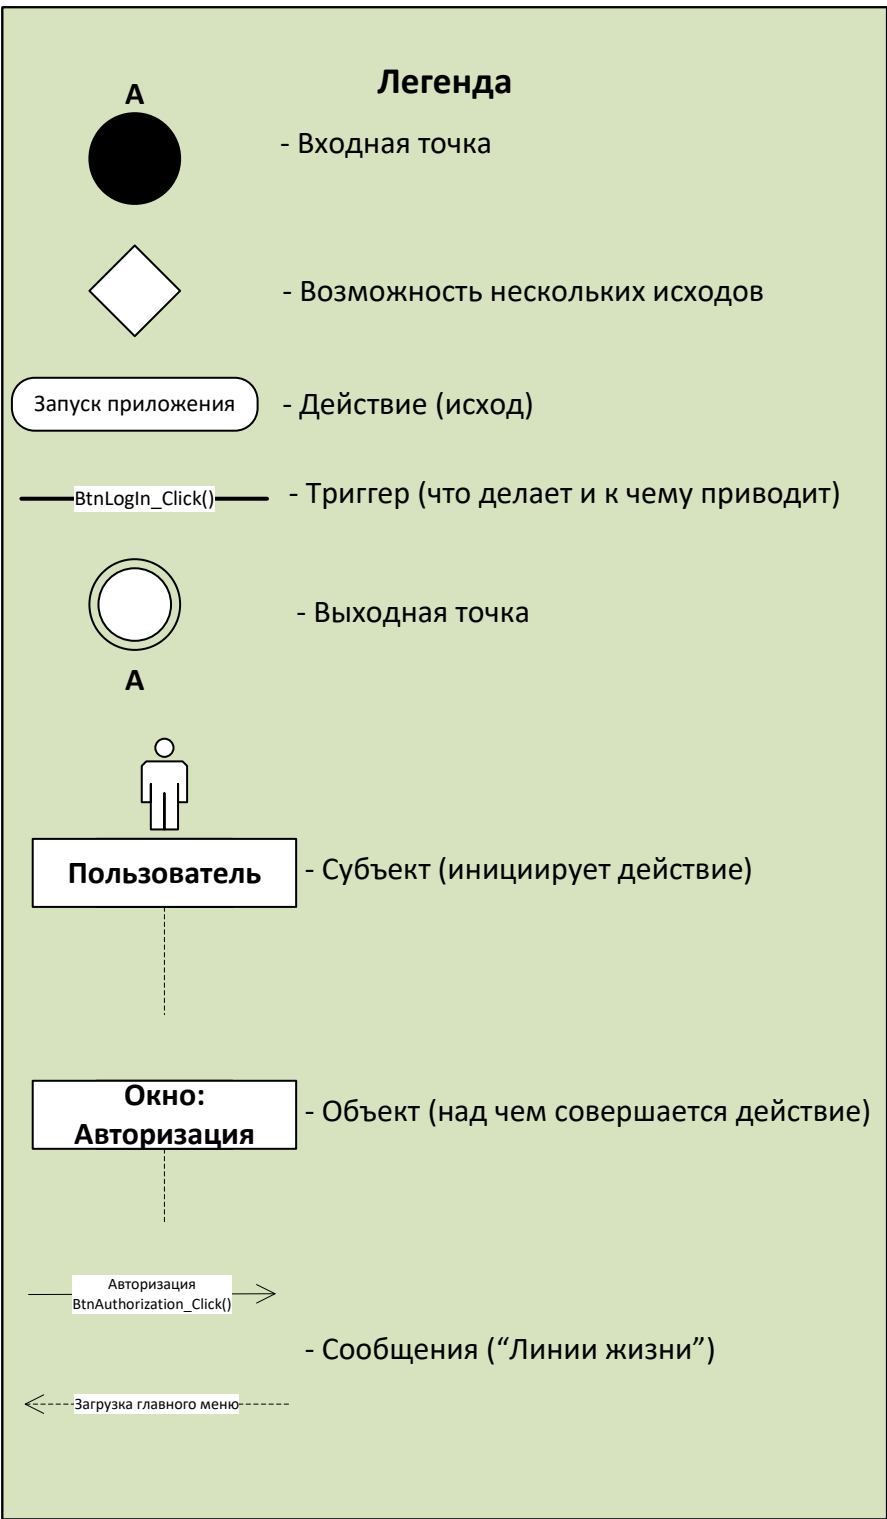 Легенда
А
- Входная точка
- Возможность нескольких исходов
Запуск приложения
- Действие (исход)
BtnLogIn_Click()
- Триггер (что делает и к чему приводит)
- Выходная точка
А
Пользователь
- Субъект (инициирует действие)
Окно:
Авторизация
- Объект (над чем совершается действие)
Авторизация
BtnAuthorization_Click()
- Сообщения (“Линии жизни”)
Загрузка главного меню